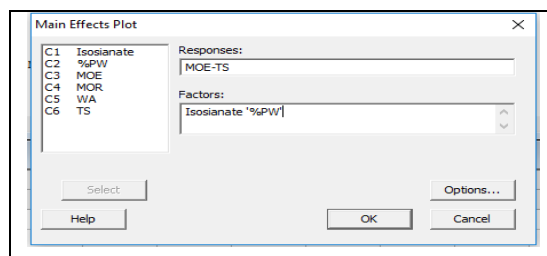 Main Effects Plot
C1 Isosianate
C2 %PW
C3 MOE
C4 MOR
C5 WA
C6 TS
Responses:
MOE-TS
Factors:
Isosianate '%PW'
Select
Options...
Help
OK
Cancel